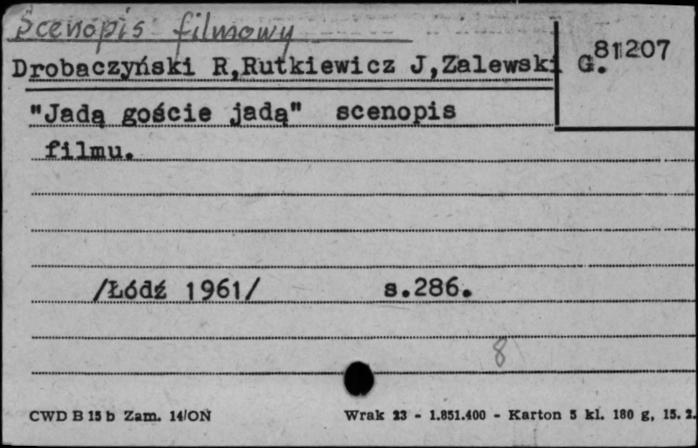 Scenopis filmowy
Drobaczyński R,Rutkiewicz J,Zalewski
G.81207
"Jadą goście jadą" scenopis
filmu.
/Łódź 1961/ s.286.
8
CWD B 15 b Zam. 14/ON Wrak 23 - 1.851.400 - Karton 5 kl. 180 g, 15. 2.